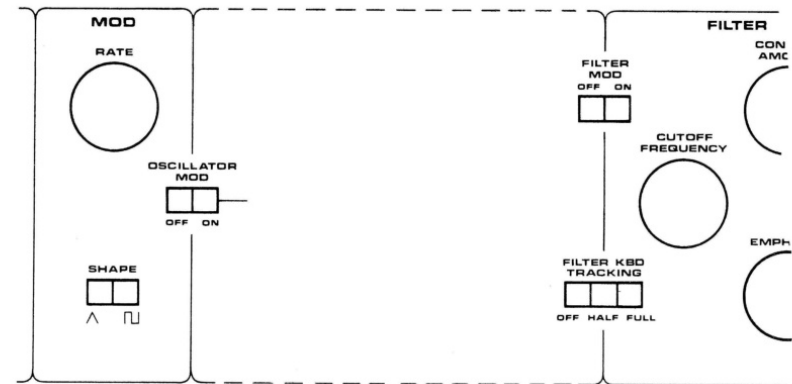 MOD
RATE
OSCILLATOR
MOD
OFF ON
SHAPE
FILTER
FILTER
MOD
OFF ON
CUTOFF
FREQUENCY
FILTER KBD
TRACKING
OFF HALF FULL